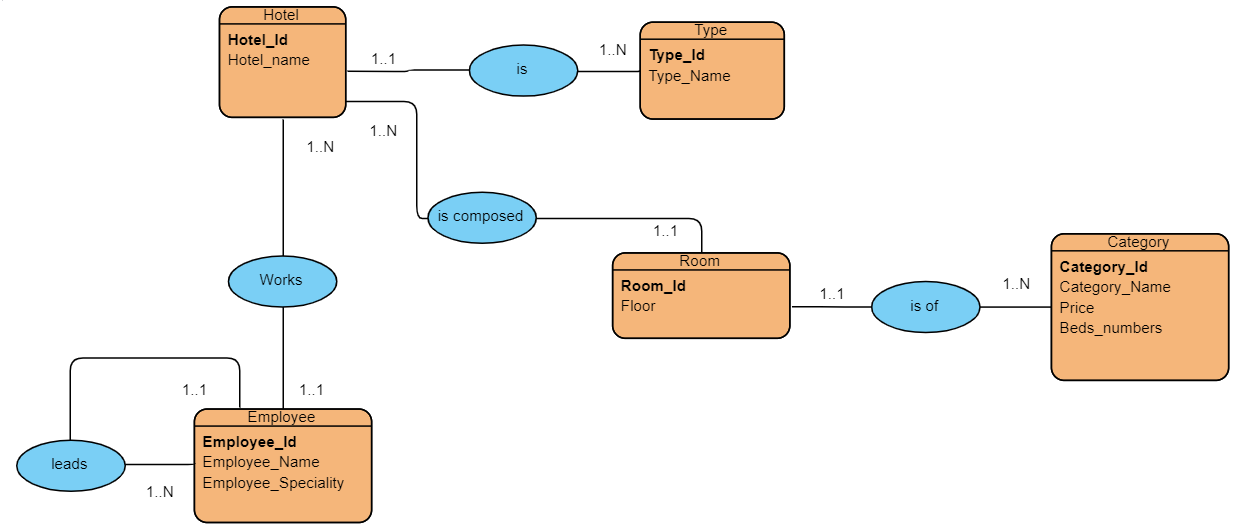 Hotel
Hotel_Id
Hotel_name
1..1
is
1..N
Type
Type_Id
Type_Name
1..N
1..N
is composed
1..1
Room
Room_Id
Floor
1..1
is of
1..N
Category
Category_Id
Category_Name
Price
Beds_numbers
Works
1..1
1..1
Employee
Employee_Id
Employee_Name
Employee_Speciality
leads
1..N